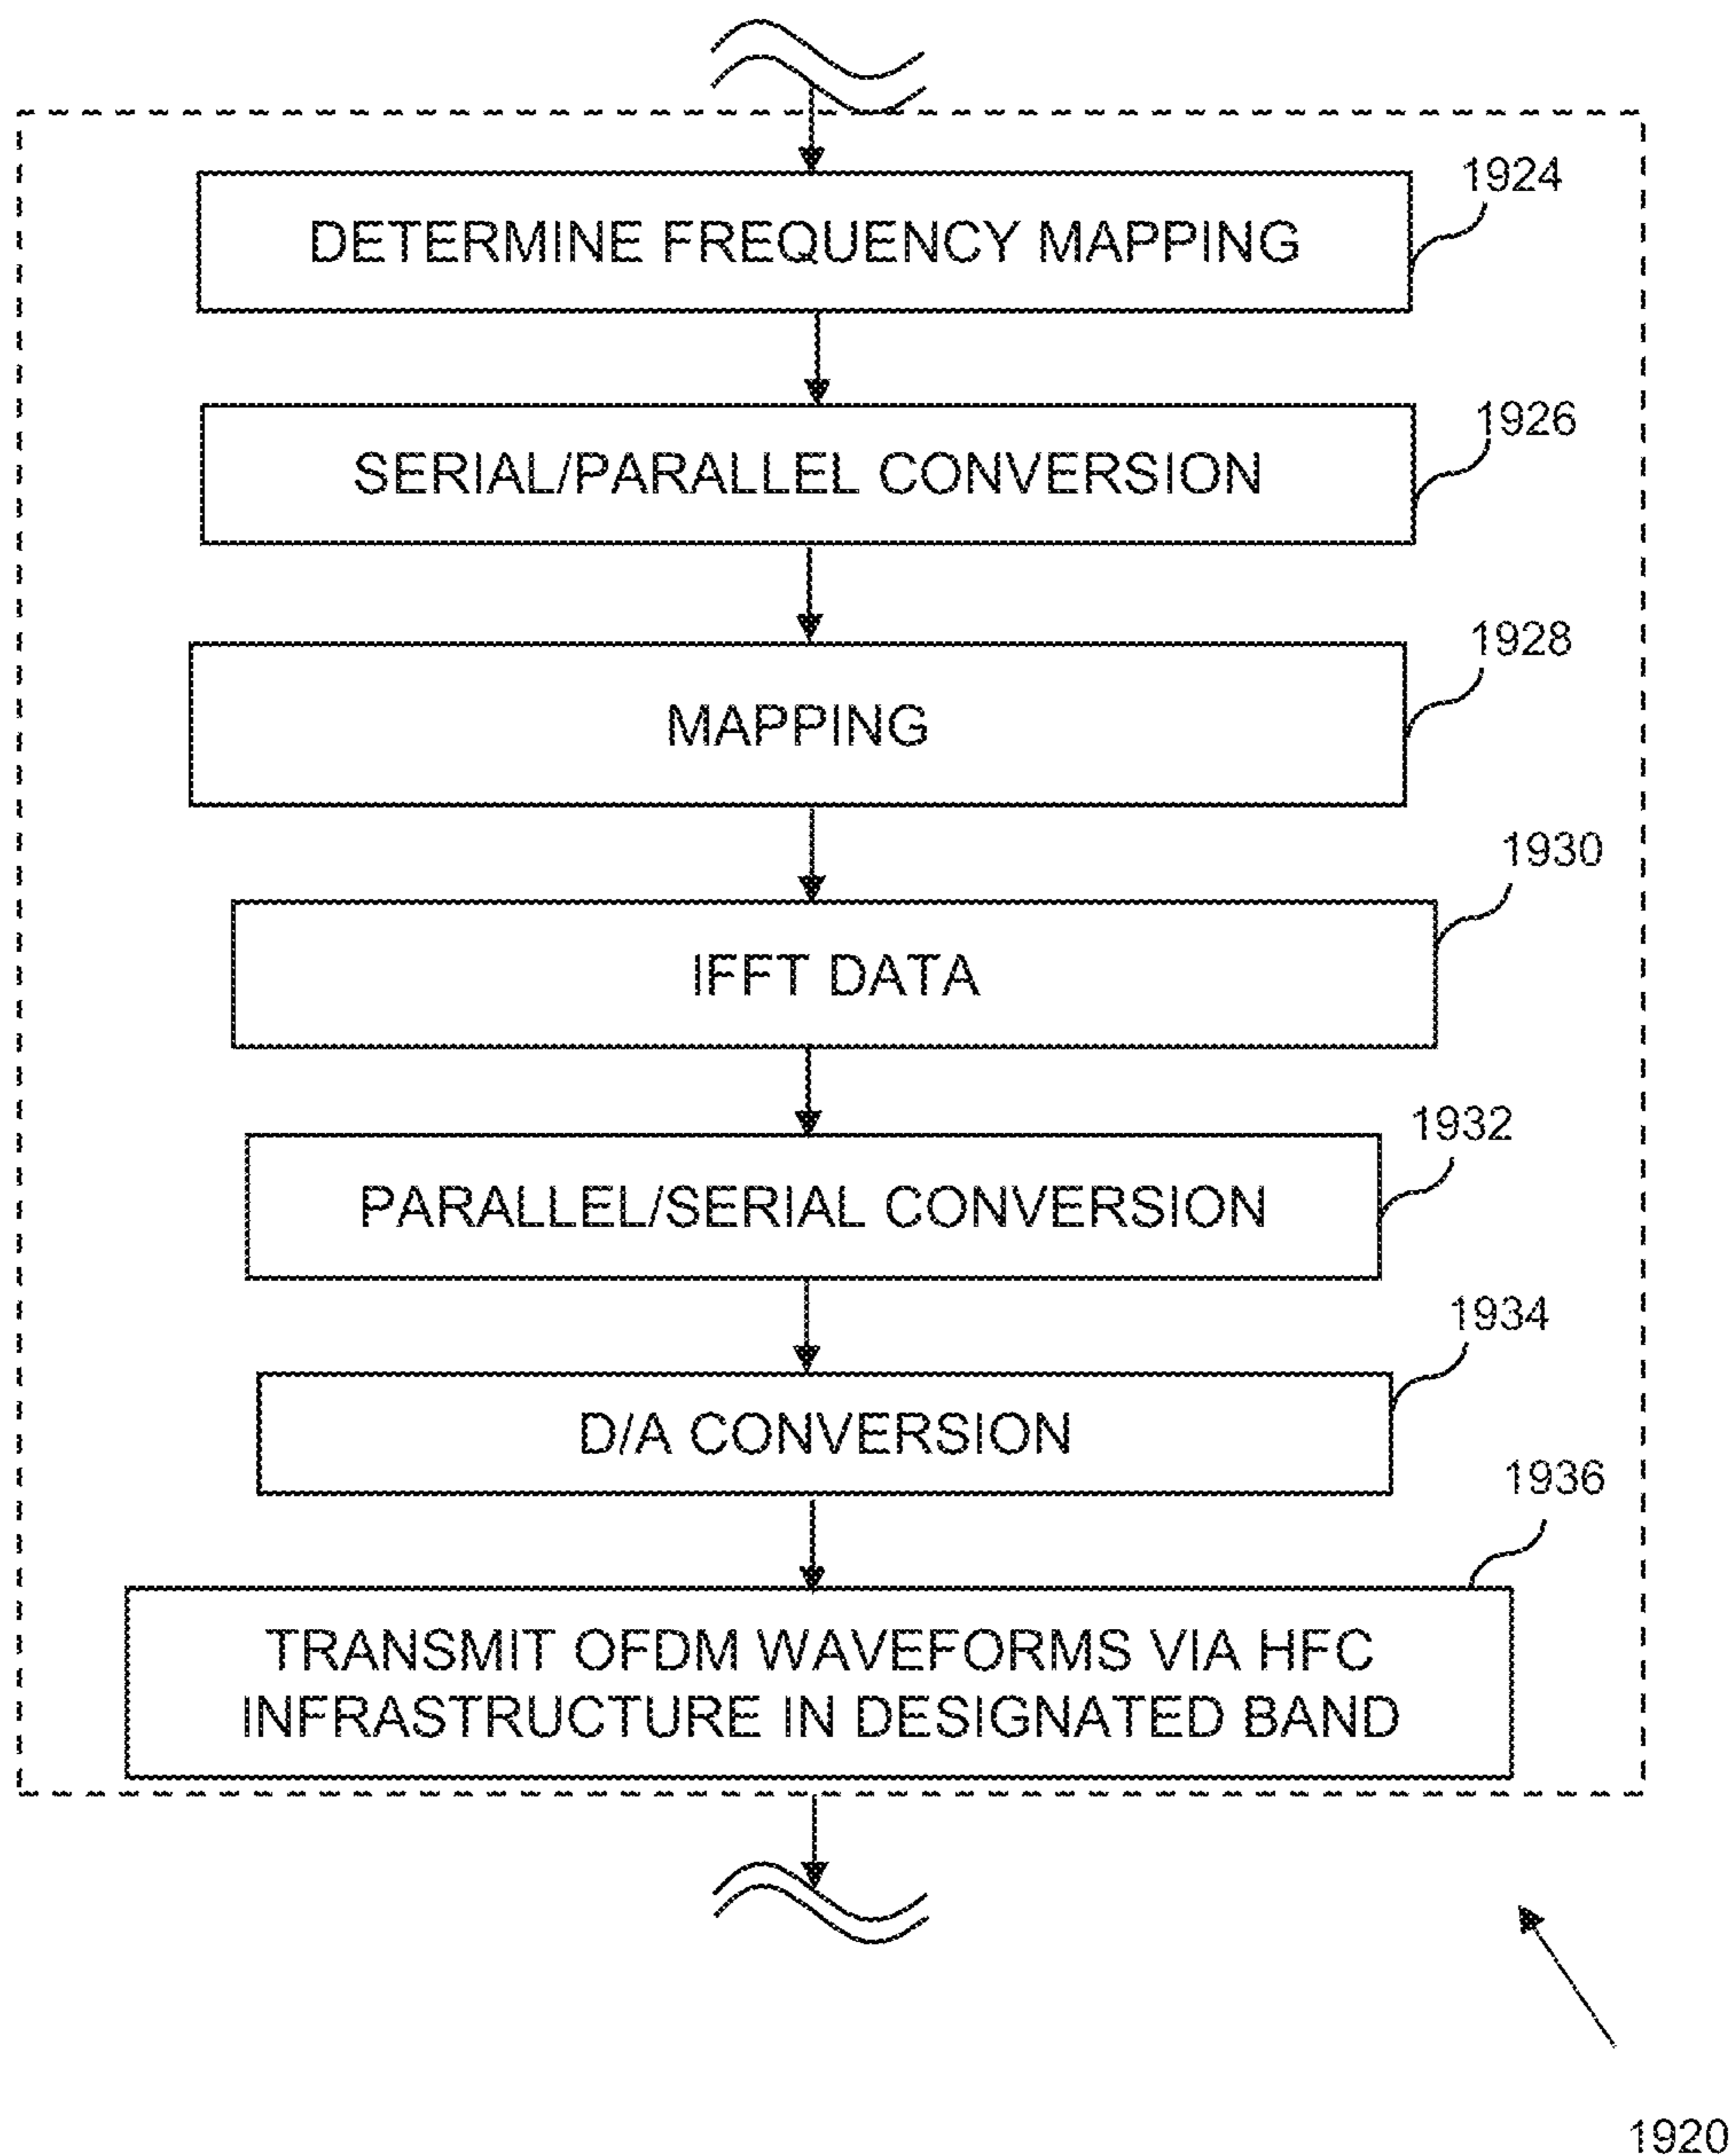 1924
DETERMINE FREQUENCY MAPPING
1926
SERIAL/PARALLEL CONVERSION
1928
MAPPING
1930
IFFT DATA
1932
PARALLEL/SERIAL CONVERSION
1934
D/A CONVERSION
1936
TRANSMIT OFDM WAVEFORMS VIA HFC
INFRASTRUCTURE IN DESIGNATED BAND
1920